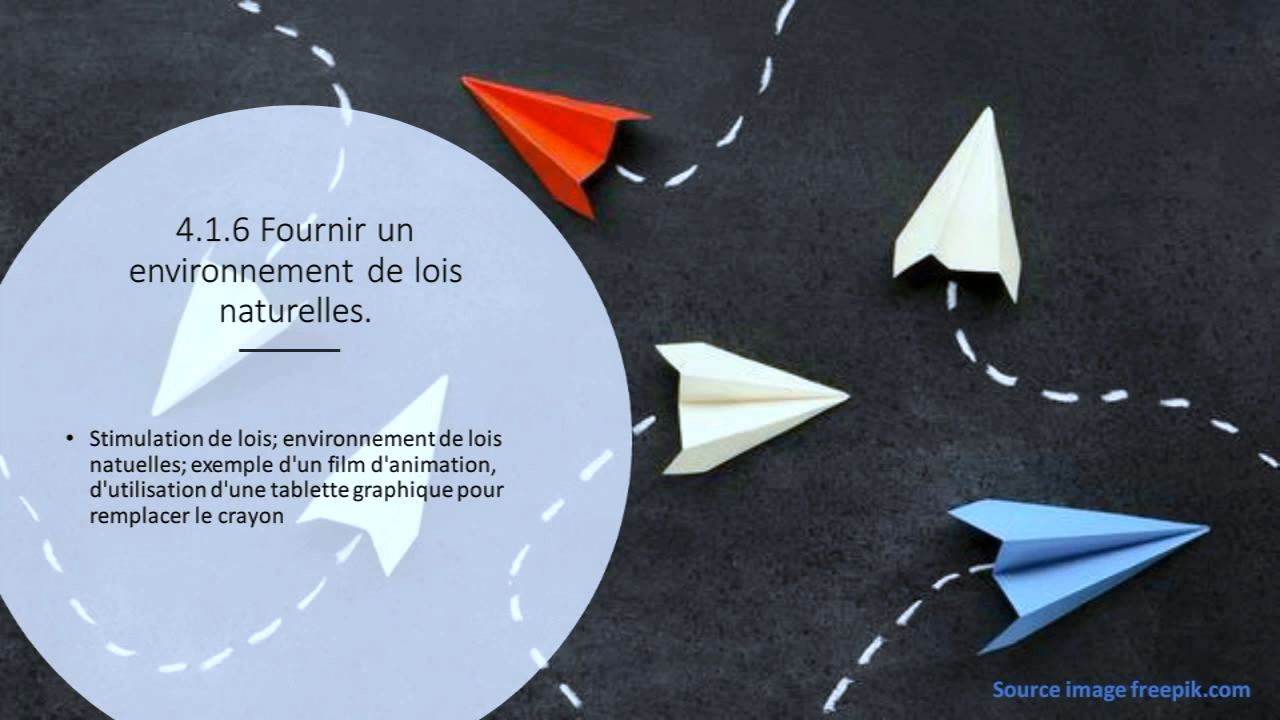 4.1.6 Fournir un
environnement de lois
naturelles.
• Stimulation de lois; environnement de lois
natuelles; exemple d'un film d'animation,
d'utilisation d'une tablette graphique pour
remplacer le crayon
Source image freepik.com